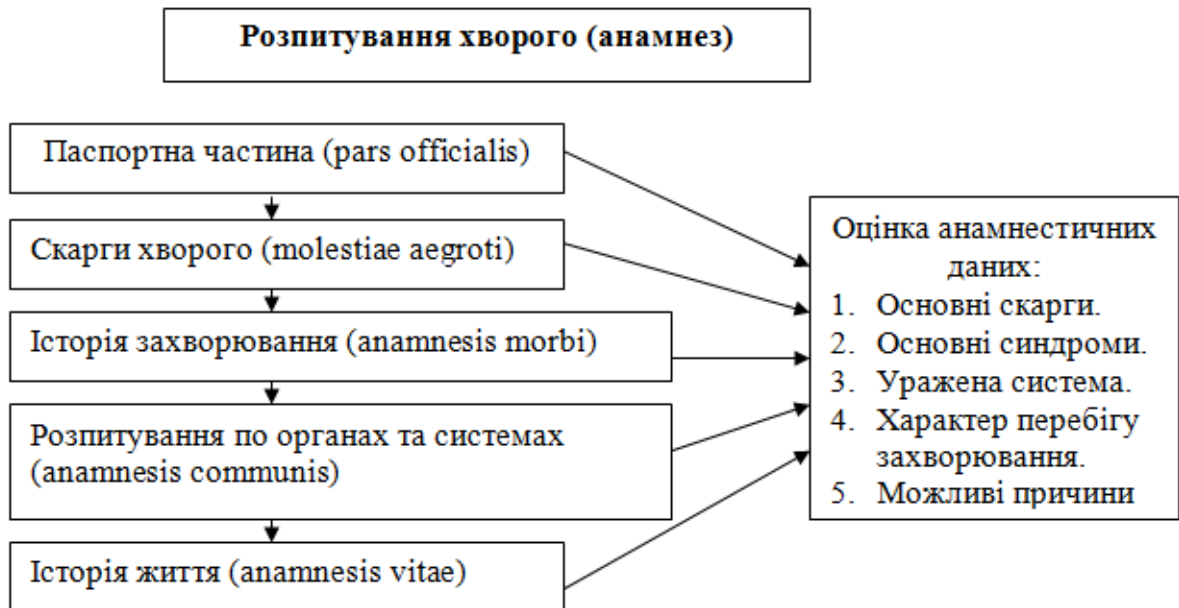 Розпитування хворого (анамнез)
Паспортна частина (pars officialis)
Скарги хворого (molestiae aegroti)
Історія захворювання (anamnesis morbi)
Розпитування по органах та системах
(anamnesis communis)
Історія життя (anamnesis vitae)
Оцінка анамнестичних
даних:
1. Основні скарги.
2. Основні синдроми.
3. Уражена система.
4. Характер перебігу
захворювання.
5. Можливі причини